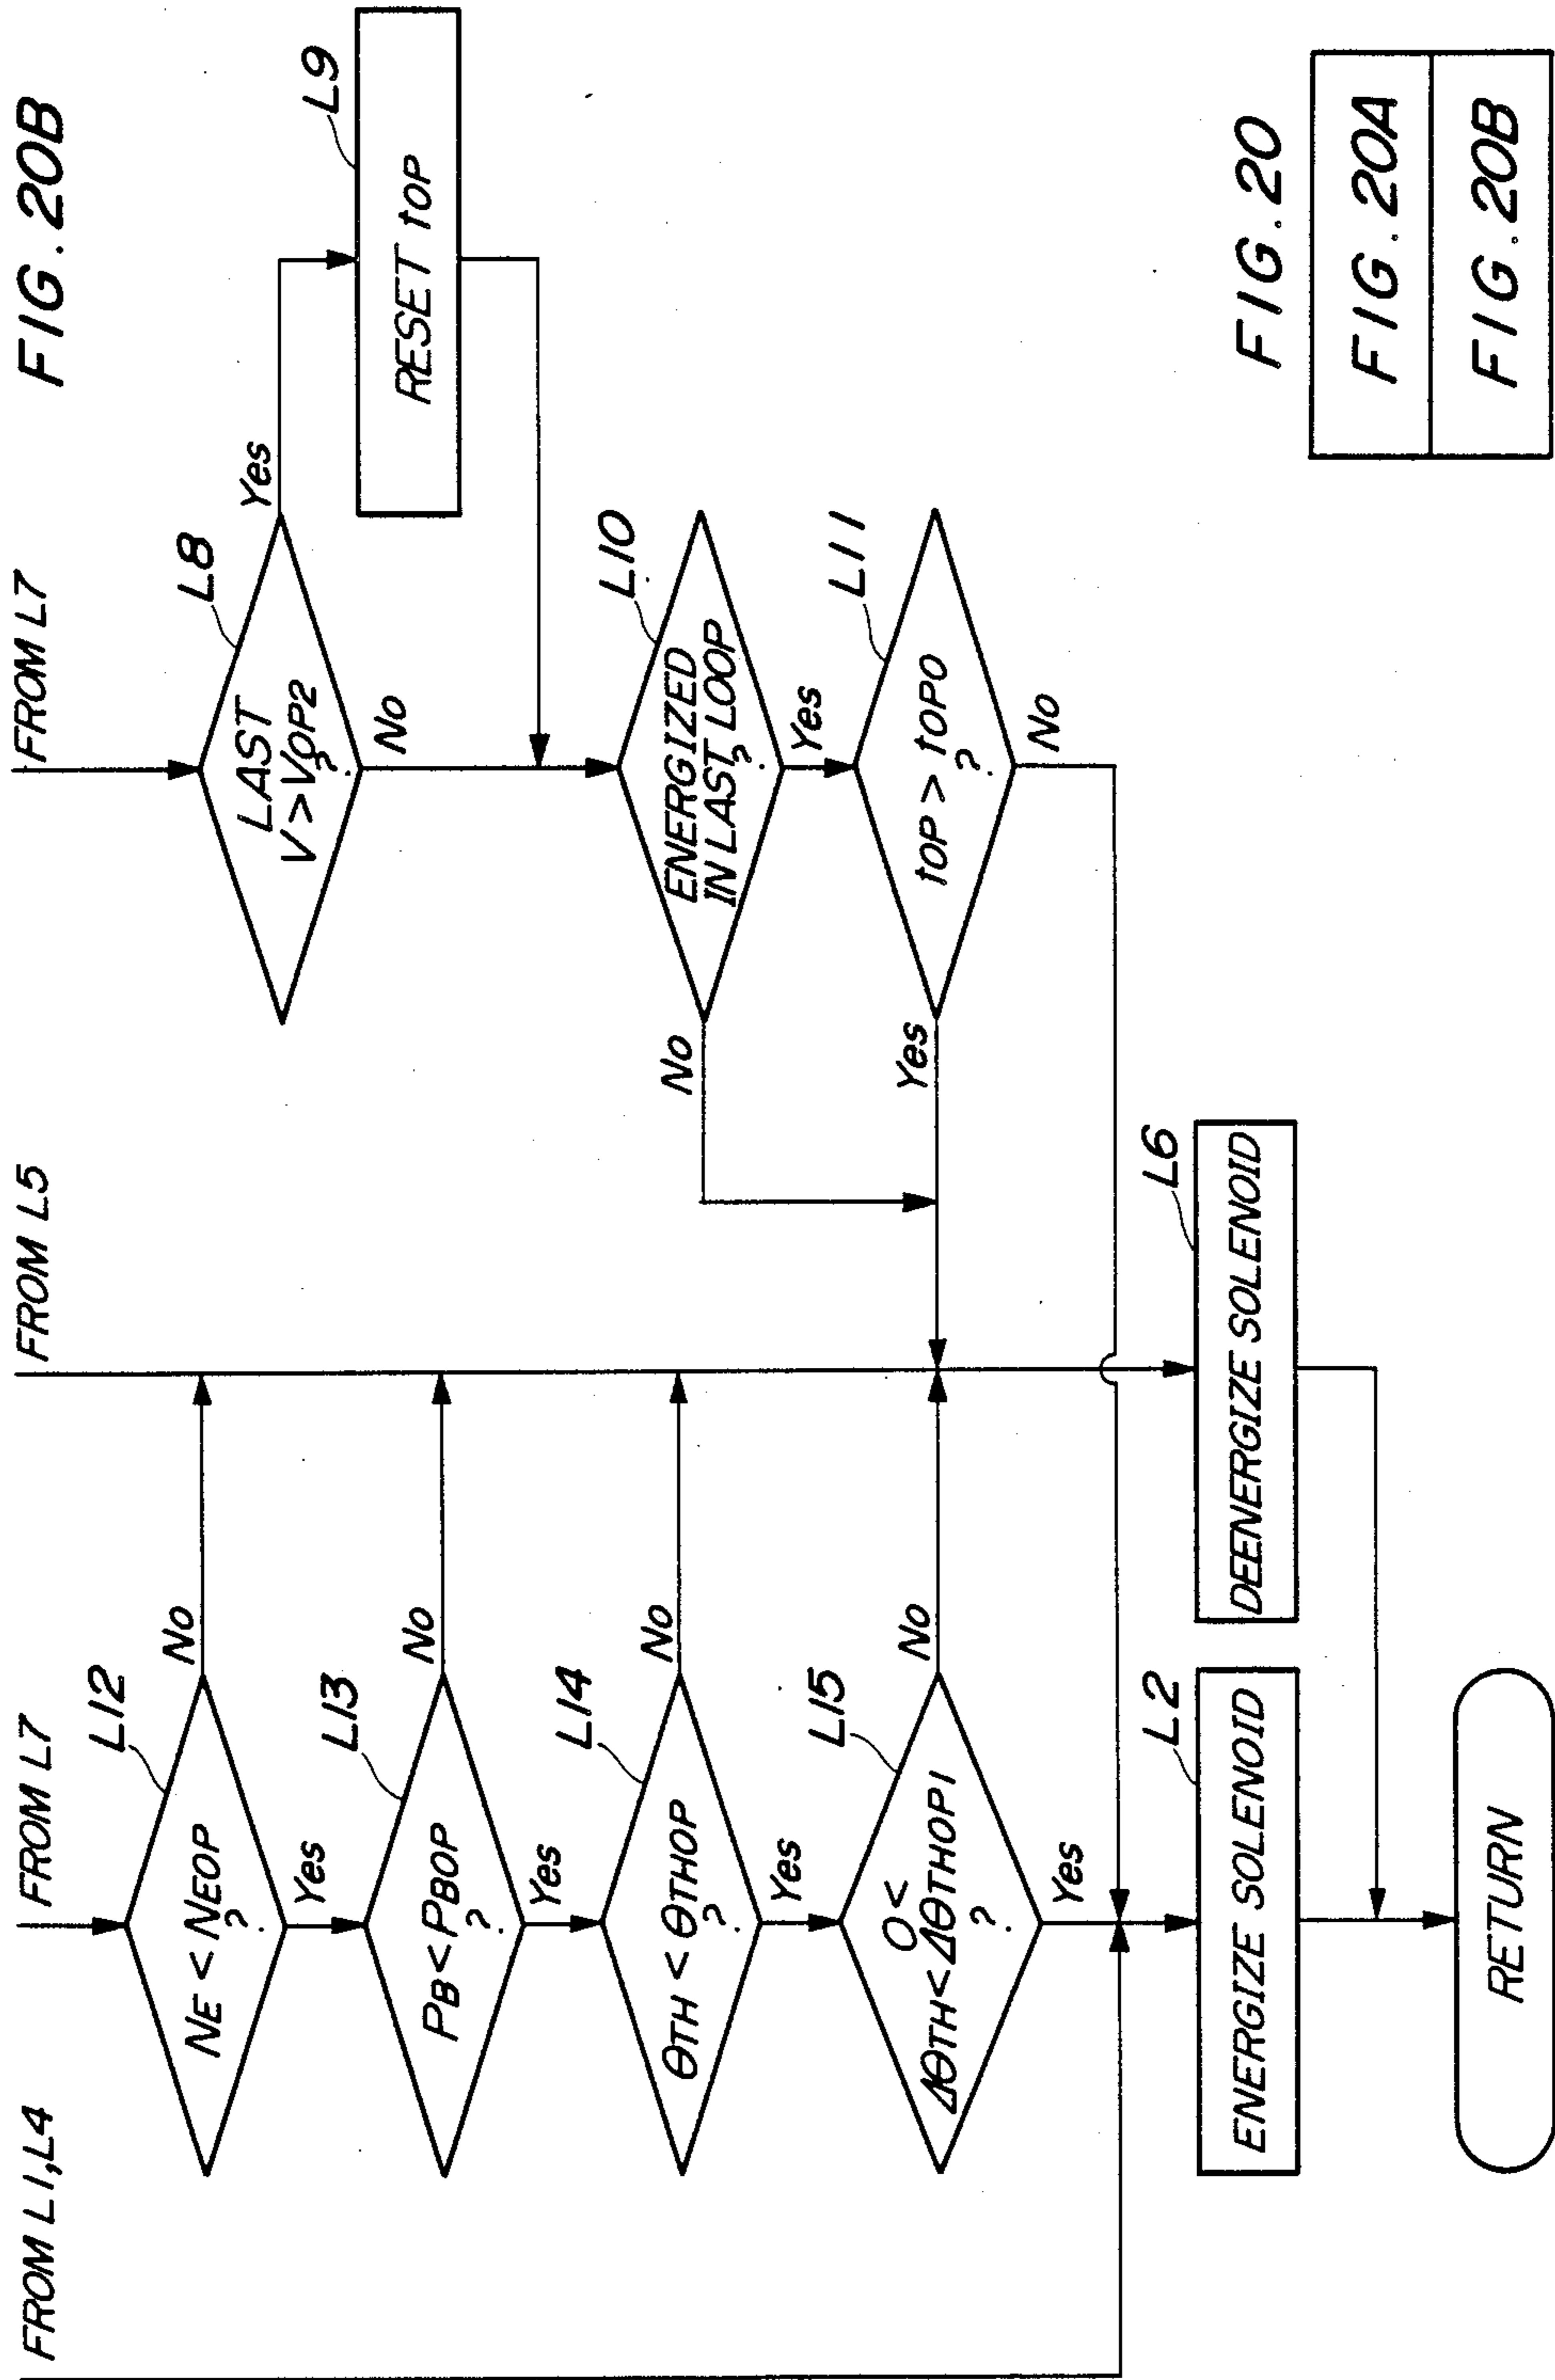 FIG. 20B
FROM L1, L4
FROM L7
FROM L5
FROM L7
L12
NE < NEOP
?
No
Yes
L13
PB < PBOP
?
No
Yes
L14
θTH < θTHOP
?
No
Yes
L15
0 <
ΔθTH < ΔθTHOP1
?
No
Yes
L2
ENERGIZE SOLENOID
L6
DEENERGIZE SOLENOID
RETURN
L8
LAST
V > VOP2
?
Yes
No
L9
RESET tOP
L10
ENERGIZED
IN LAST LOOP
?
No
Yes
L11
tOP > tOP0
?
Yes
No
FIG. 20
FIG. 20A
FIG. 20B